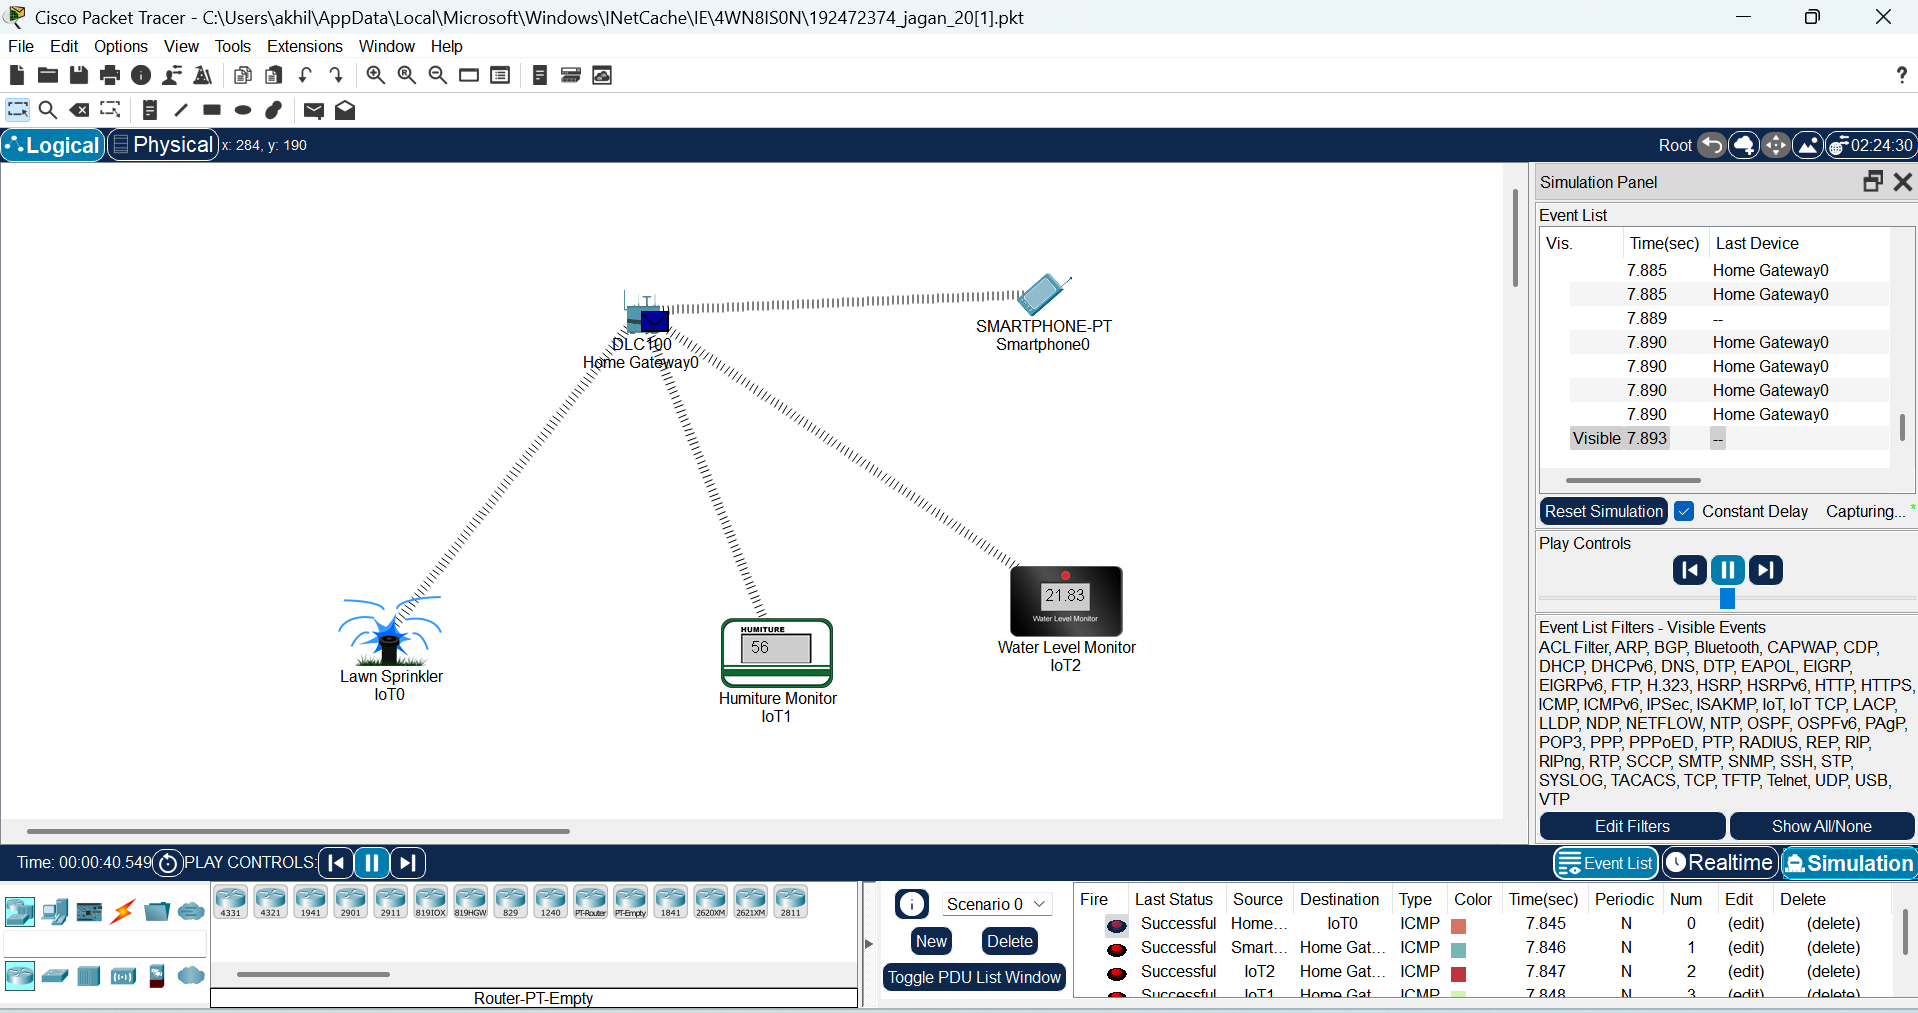 Cisco Packet Tracer - C:\Users\akhil\AppData\Local\Microsoft\Windows\INetCache\IE\4WN8IS0N\192472374_jagan_20[1].pkt
File Edit Options View Tools Extensions Window Help
?
Logical Physical x: 284, y: 190 Root 02:24:30
Simulation Panel
Event List
Vis. Time(sec) Last Device
7.885 Home Gateway0
7.885 Home Gateway0
7.889 --
7.890 Home Gateway0
7.890 Home Gateway0
7.890 Home Gateway0
7.890 Home Gateway0
Visible 7.893 --
Reset Simulation Constant Delay Capturing... *
Play Controls
Event List Filters - Visible Events
ACL Filter, ARP, BGP, Bluetooth, CAPWAP, CDP,
DHCP, DHCPv6, DNS, DTP, EAPOL, EIGRP,
EIGRPv6, FTP, H.323, HSRP, HSRPv6, HTTP, HTTPS,
ICMP, ICMPv6, IPSec, ISAKMP, IoT, IoT TCP, LACP,
LLDP, NDP, NETFLOW, NTP, OSPF, OSPFv6, PAgP,
POP3, PPP, PPPoED, PTP, RADIUS, REP, RIP,
RIPng, RTP, SCCP, SMTP, SNMP, SSH, STP,
SYSLOG, TACACS, TCP, TFTP, Telnet, UDP, USB,
VTP
Edit Filters Show All/None
DLC100
Home Gateway0
SMARTPHONE-PT
Smartphone0
Lawn Sprinkler
IoT0
HUMITURE
56
Humiture Monitor
IoT1
21.83
Water Level Monitor
Water Level Monitor
IoT2
Time: 00:00:40.549 PLAY CONTROLS: Event List Realtime Simulation
4331 4321 1941 2901 2911 819IOX 819HGW 829 1240 PT-Router PT-Empty 1841 2620XM 2621XM 2811
Router-PT-Empty
Scenario 0
New Delete
Toggle PDU List Window
Fire Last Status Source Destination Type Color Time(sec) Periodic Num Edit Delete
Successful Home... IoT0 ICMP 7.845 N 0 (edit) (delete)
Successful Smart... Home Gat... ICMP 7.846 N 1 (edit) (delete)
Successful IoT2 Home Gat... ICMP 7.847 N 2 (edit) (delete)
Successful IoT1 Home Gat... ICMP 7.848 N 3 (edit) (delete)